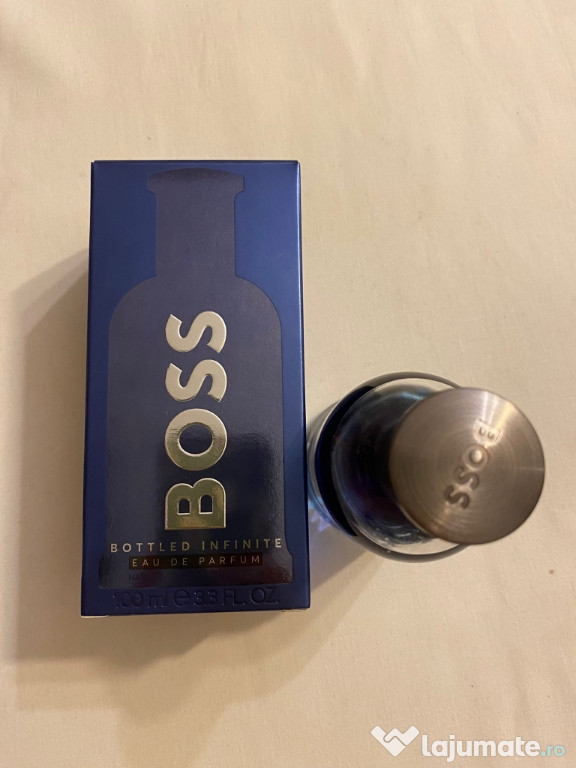 BOSS
BOTTLED INFINITE
EAU DE PARFUM
100 ml e 3.3 FL. OZ.
BOSS
lajumate.ro